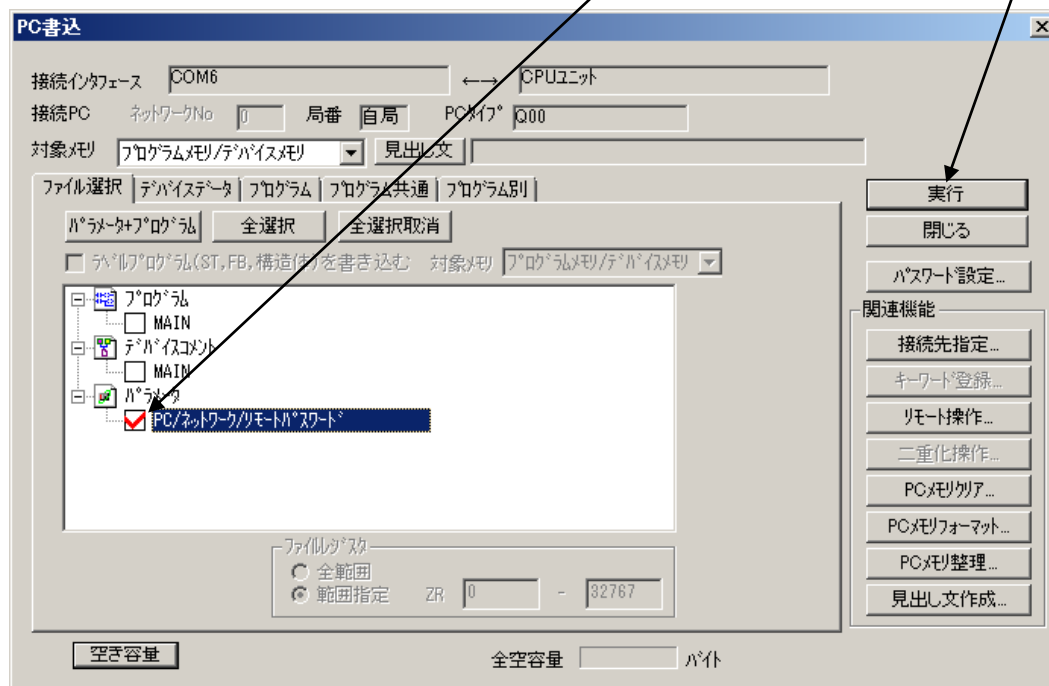 PC書込
接続インタフェース COM6 ←→ CPUユニット
接続PC ネットワークNo 0 局番 自局 PCタイプ Q00
対象メモリ プログラムメモリ/デバイスメモリ 見出し文
ファイル選択 デバイスデータ プログラム プログラム共通 プログラム別
パラメータ+プログラム 全選択 全選択取消
ラベルプログラム(ST,FB,構造体)を書き込む 対象メモリ プログラムメモリ/デバイスメモリ
プログラム
MAIN
デバイスコメント
MAIN
パラメータ
PC/ネットワーク/リモートパスワード
ファイルレジスタ
全範囲
範囲指定 ZR 0 - 32767
空き容量 全空容量 バイト
実行
閉じる
パスワード設定...
関連機能
接続先指定...
キーワード登録...
リモート操作...
二重化操作...
PCメモリクリア...
PCメモリフォーマット...
PCメモリ整理...
見出し文作成...